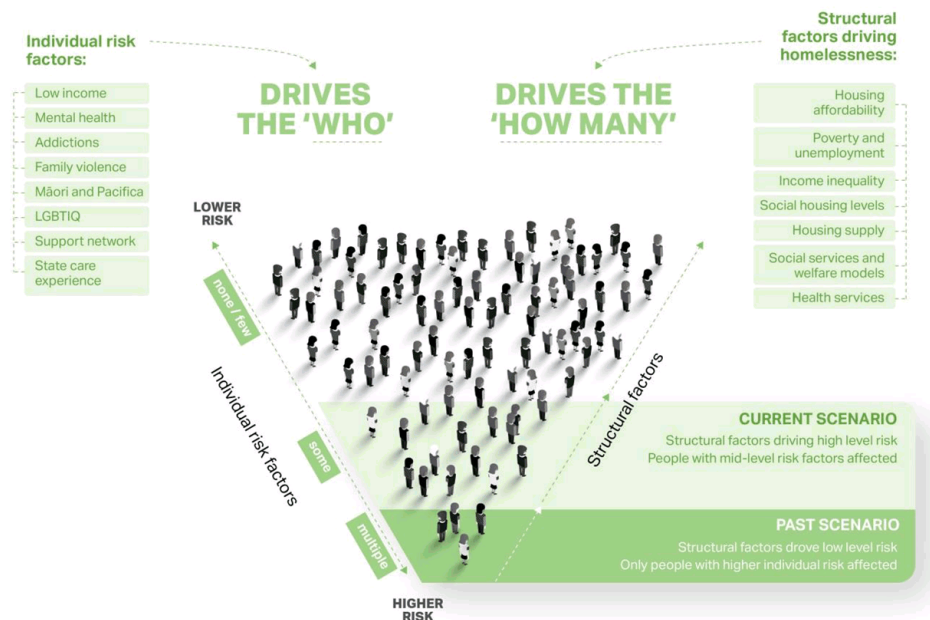 Individual risk
factors:
Low income
Mental health
Addictions
Family violence
Māori and Pacifica
LGBTIQ
Support network
State care
experience
DRIVES
THE ‘WHO’
DRIVES THE
‘HOW MANY’
Structural
factors driving
homelessness:
Housing
affordability
Poverty and
unemployment
Income inequality
Social housing levels
Housing supply
Social services and
welfare models
Health services
LOWER
RISK
none / few
some
multiple
Individual risk factors
Structural factors
HIGHER
RISK
CURRENT SCENARIO
Structural factors driving high level risk
People with mid-level risk factors affected
PAST SCENARIO
Structural factors drove low level risk
Only people with higher individual risk affected